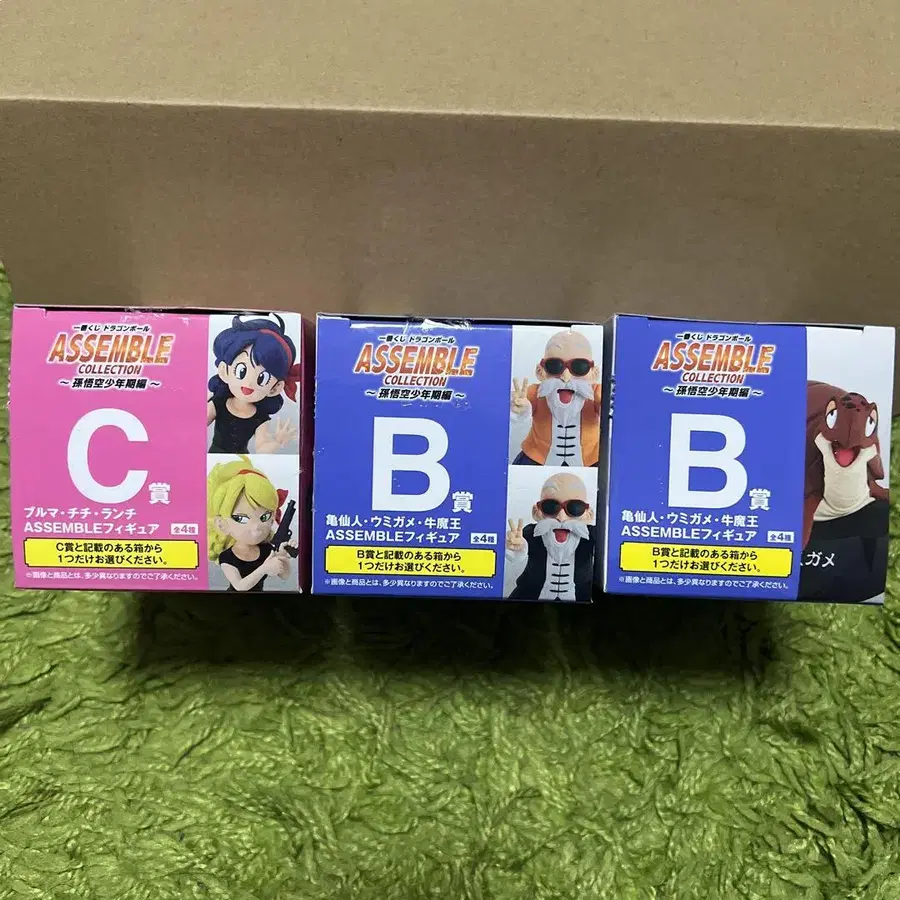 一番くじ ドラゴンボール
ASSEMBLE
COLLECTION
~ 孫悟空少年期編 ~
C賞
ブルマ・チチ・ランチ
ASSEMBLEフィギュア 全4種
C賞と記載のある箱から
1つだけお選びください。
※画像と商品とは、多少異なりますのでご了承ください。
一番くじ ドラゴンボール
ASSEMBLE
COLLECTION
~ 孫悟空少年期編 ~
B賞
亀仙人・ウミガメ・牛魔王
ASSEMBLEフィギュア 全4種
B賞と記載のある箱から
1つだけお選びください。
※画像と商品とは、多少異なりますのでご了承ください。
一番くじ ドラゴンボール
ASSEMBLE
COLLECTION
~ 孫悟空少年期編 ~
B賞
亀仙人・ウミガメ・牛魔王
ASSEMBLEフィギュア 全4種
B賞と記載のある箱から
1つだけお選びください。
※画像と商品とは、多少異なりますのでご了承ください。
ガメ